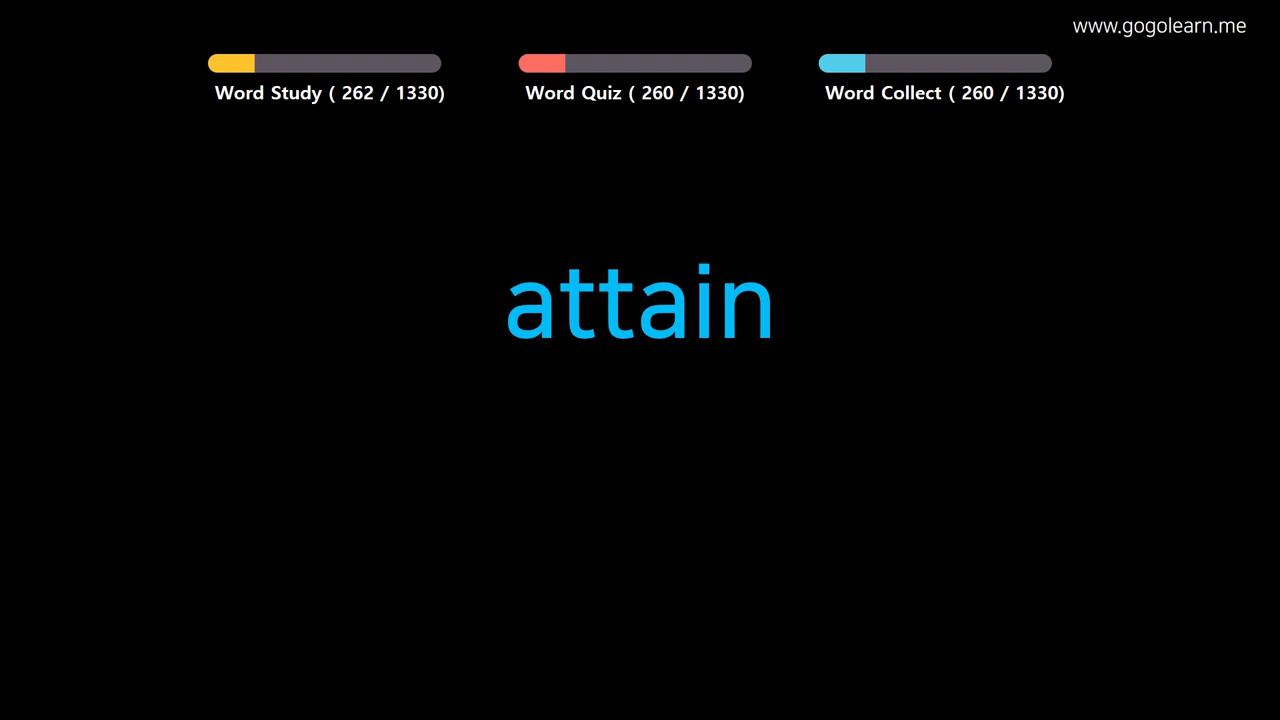 www.gogolearn.me
Word Study ( 262 / 1330)
Word Quiz ( 260 / 1330)
Word Collect ( 260 / 1330)
attain